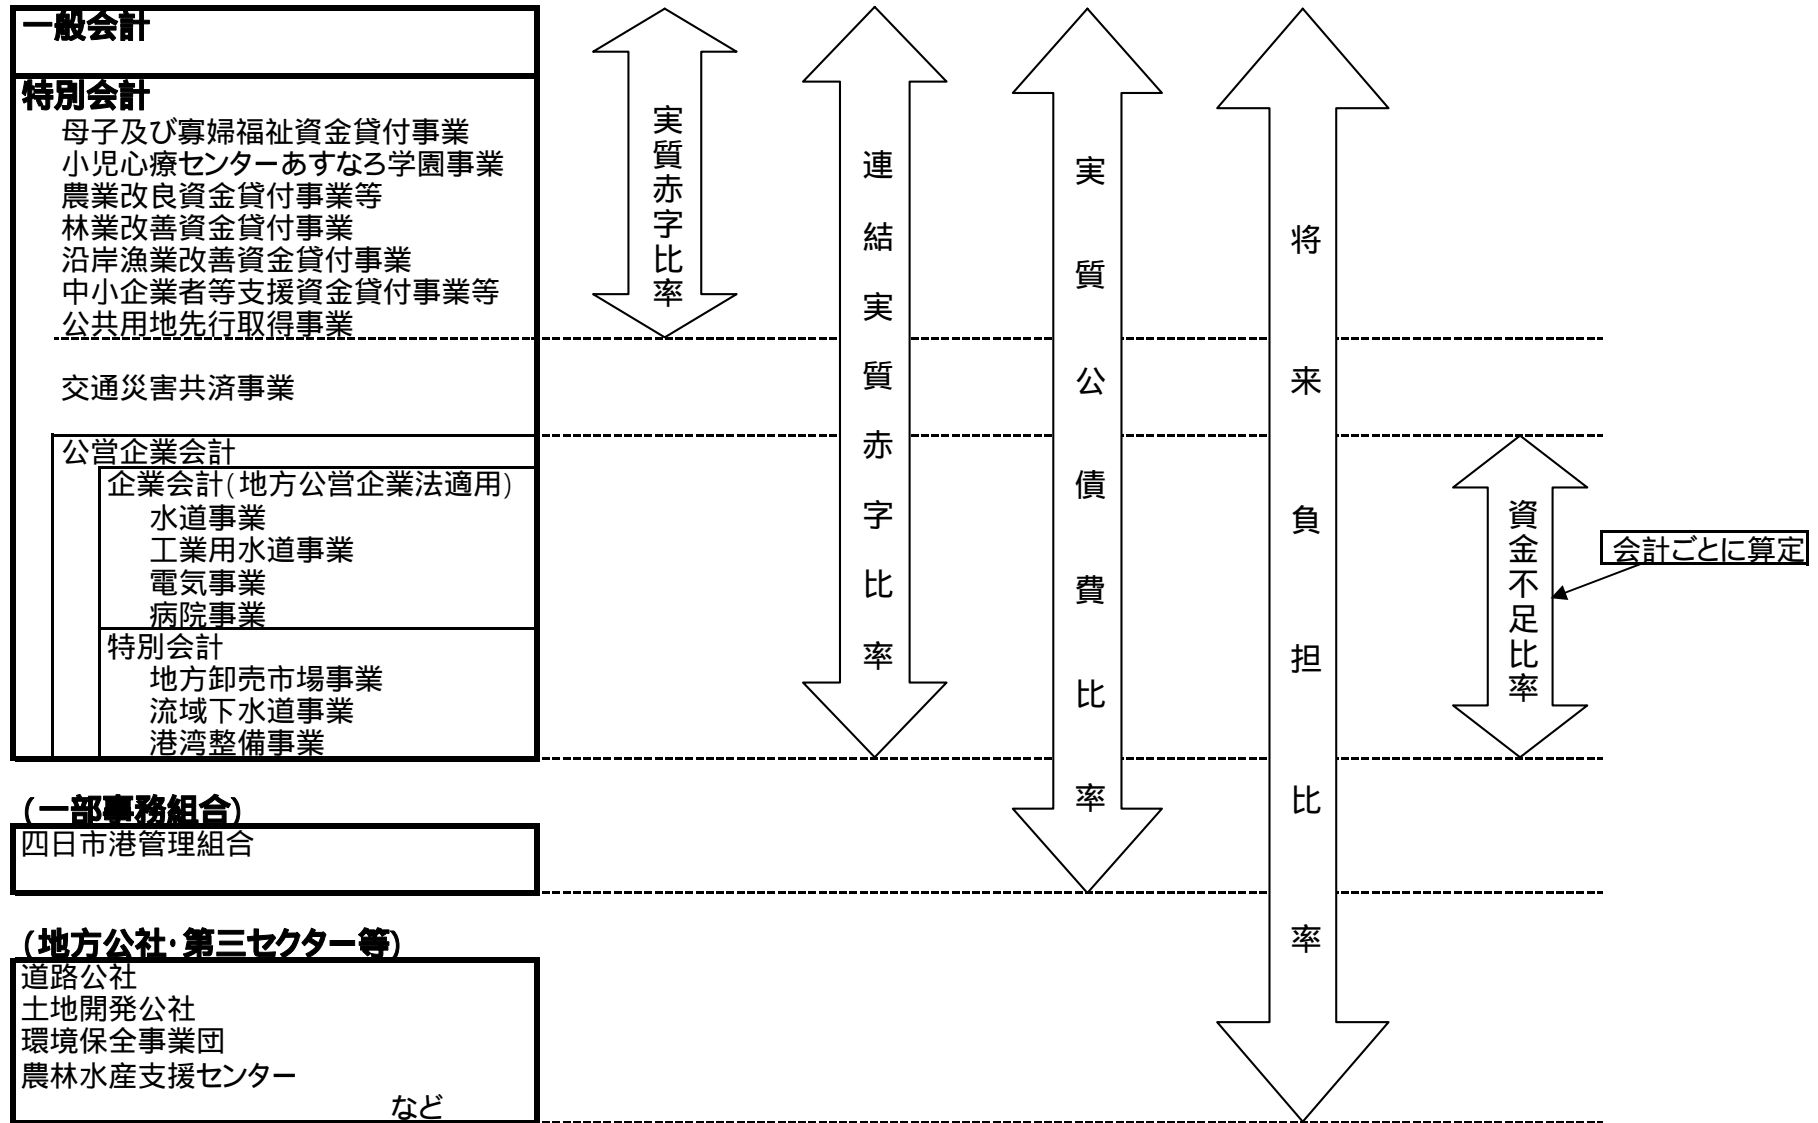 一般会計
特別会計
母子及び寡婦福祉資金貸付事業
小児心療センターあすなろ学園事業
農業改良資金貸付事業等
林業改善資金貸付事業
沿岸漁業改善資金貸付事業
中小企業者等支援資金貸付事業等
公共用地先行取得事業
交通災害共済事業
公営企業会計
企業会計(地方公営企業法適用)
水道事業
工業用水道事業
電気事業
病院事業
特別会計
地方卸売市場事業
流域下水道事業
港湾整備事業
(一部事務組合)
四日市港管理組合
(地方公社・第三セクター等)
道路公社
土地開発公社
環境保全事業団
農林水産支援センター
など
実質赤字比率
連結実質赤字比率
実質公債費比率
将来負担比率
資金不足比率
会計ごとに算定